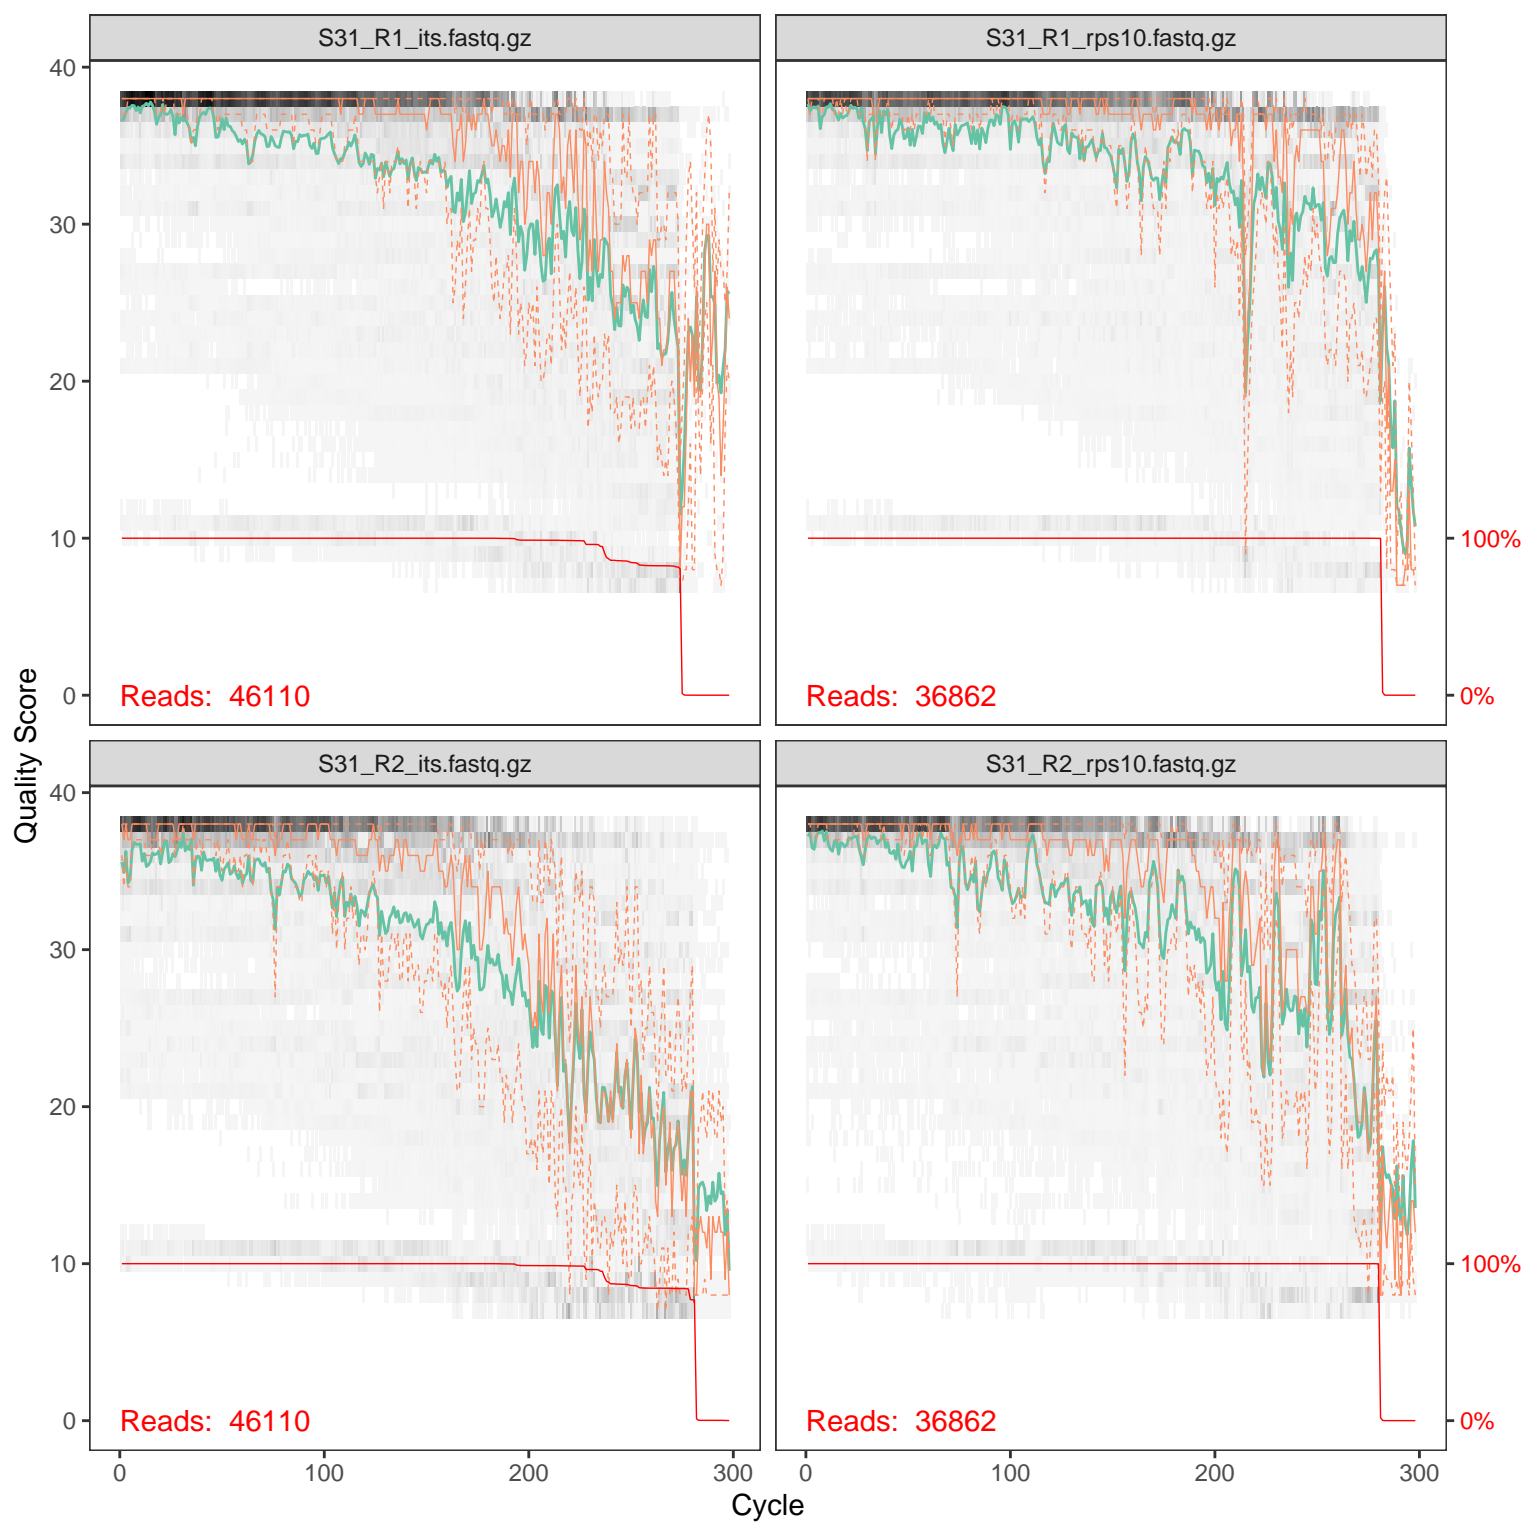 S31_R1_its.fastq.gz
S31_R1_rps10.fastq.gz
40
30
20
10
0
Reads: 46110
Reads: 36862
100%
0%
Quality Score
S31_R2_its.fastq.gz
S31_R2_rps10.fastq.gz
40
30
20
10
0
Reads: 46110
Reads: 36862
100%
0%
0 100 200 300
0 100 200 300
Cycle